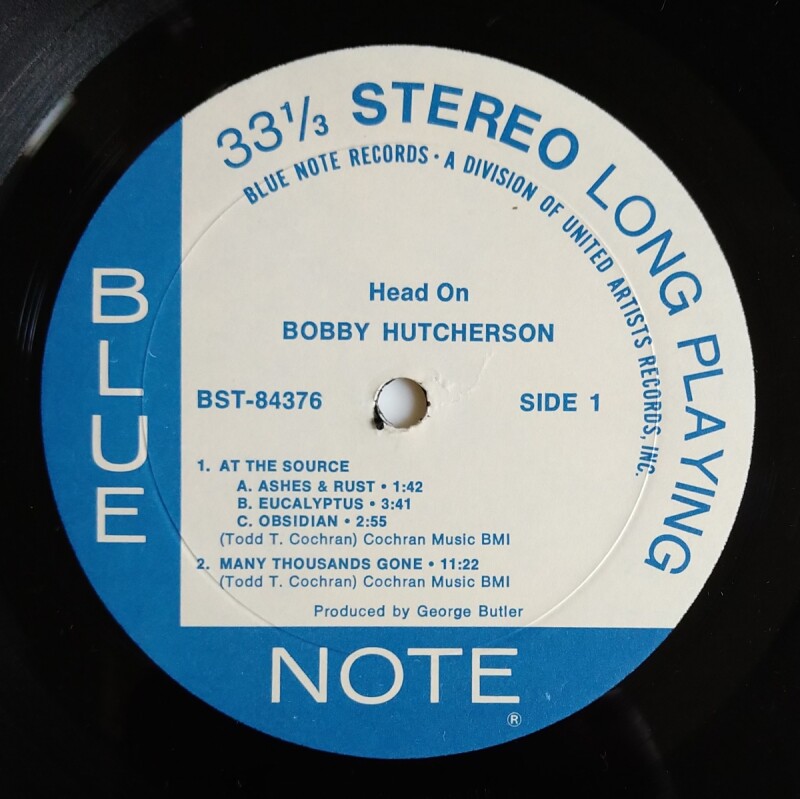 33⅓ STEREO LONG PLAYING
BLUE NOTE RECORDS · A DIVISION OF UNITED ARTISTS RECORDS, INC.
Head On
BOBBY HUTCHERSON
BST-84376
SIDE 1
1. AT THE SOURCE
A. ASHES & RUST • 1:42
B. EUCALYPTUS • 3:41
C. OBSIDIAN • 2:55
(Todd T. Cochran) Cochran Music BMI
2. MANY THOUSANDS GONE • 11:22
(Todd T. Cochran) Cochran Music BMI
Produced by George Butler
BLUE
NOTE
®